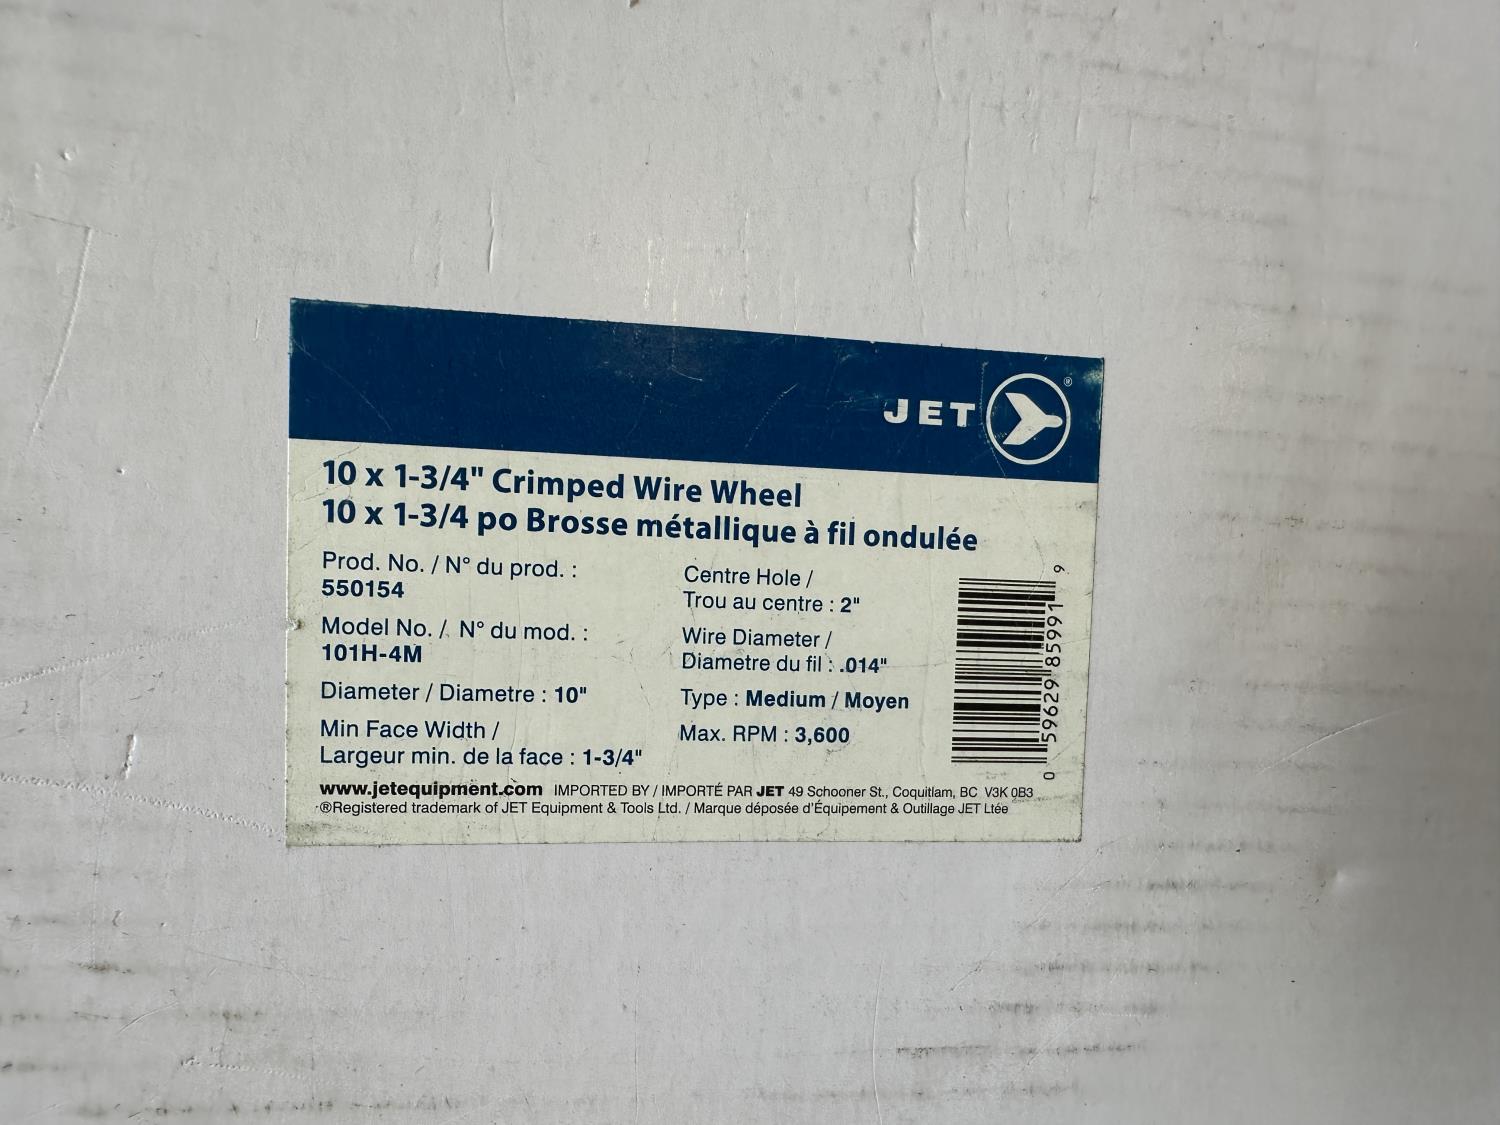 JET ®
10 x 1-3/4" Crimped Wire Wheel
10 x 1-3/4 po Brosse métallique à fil ondulée
Prod. No. / N° du prod. :
550154
Model No. / N° du mod. :
101H-4M
Diameter / Diametre : 10"
Min Face Width /
Largeur min. de la face : 1-3/4"
Centre Hole /
Trou au centre : 2"
Wire Diameter /
Diametre du fil : .014"
Type : Medium / Moyen
Max. RPM : 3,600
0 59629 85991 9
www.jetequipment.com IMPORTED BY / IMPORTÉ PAR JET 49 Schooner St., Coquitlam, BC V3K 0B3
®Registered trademark of JET Equipment & Tools Ltd. / Marque déposée d'Équipement & Outillage JET Ltée